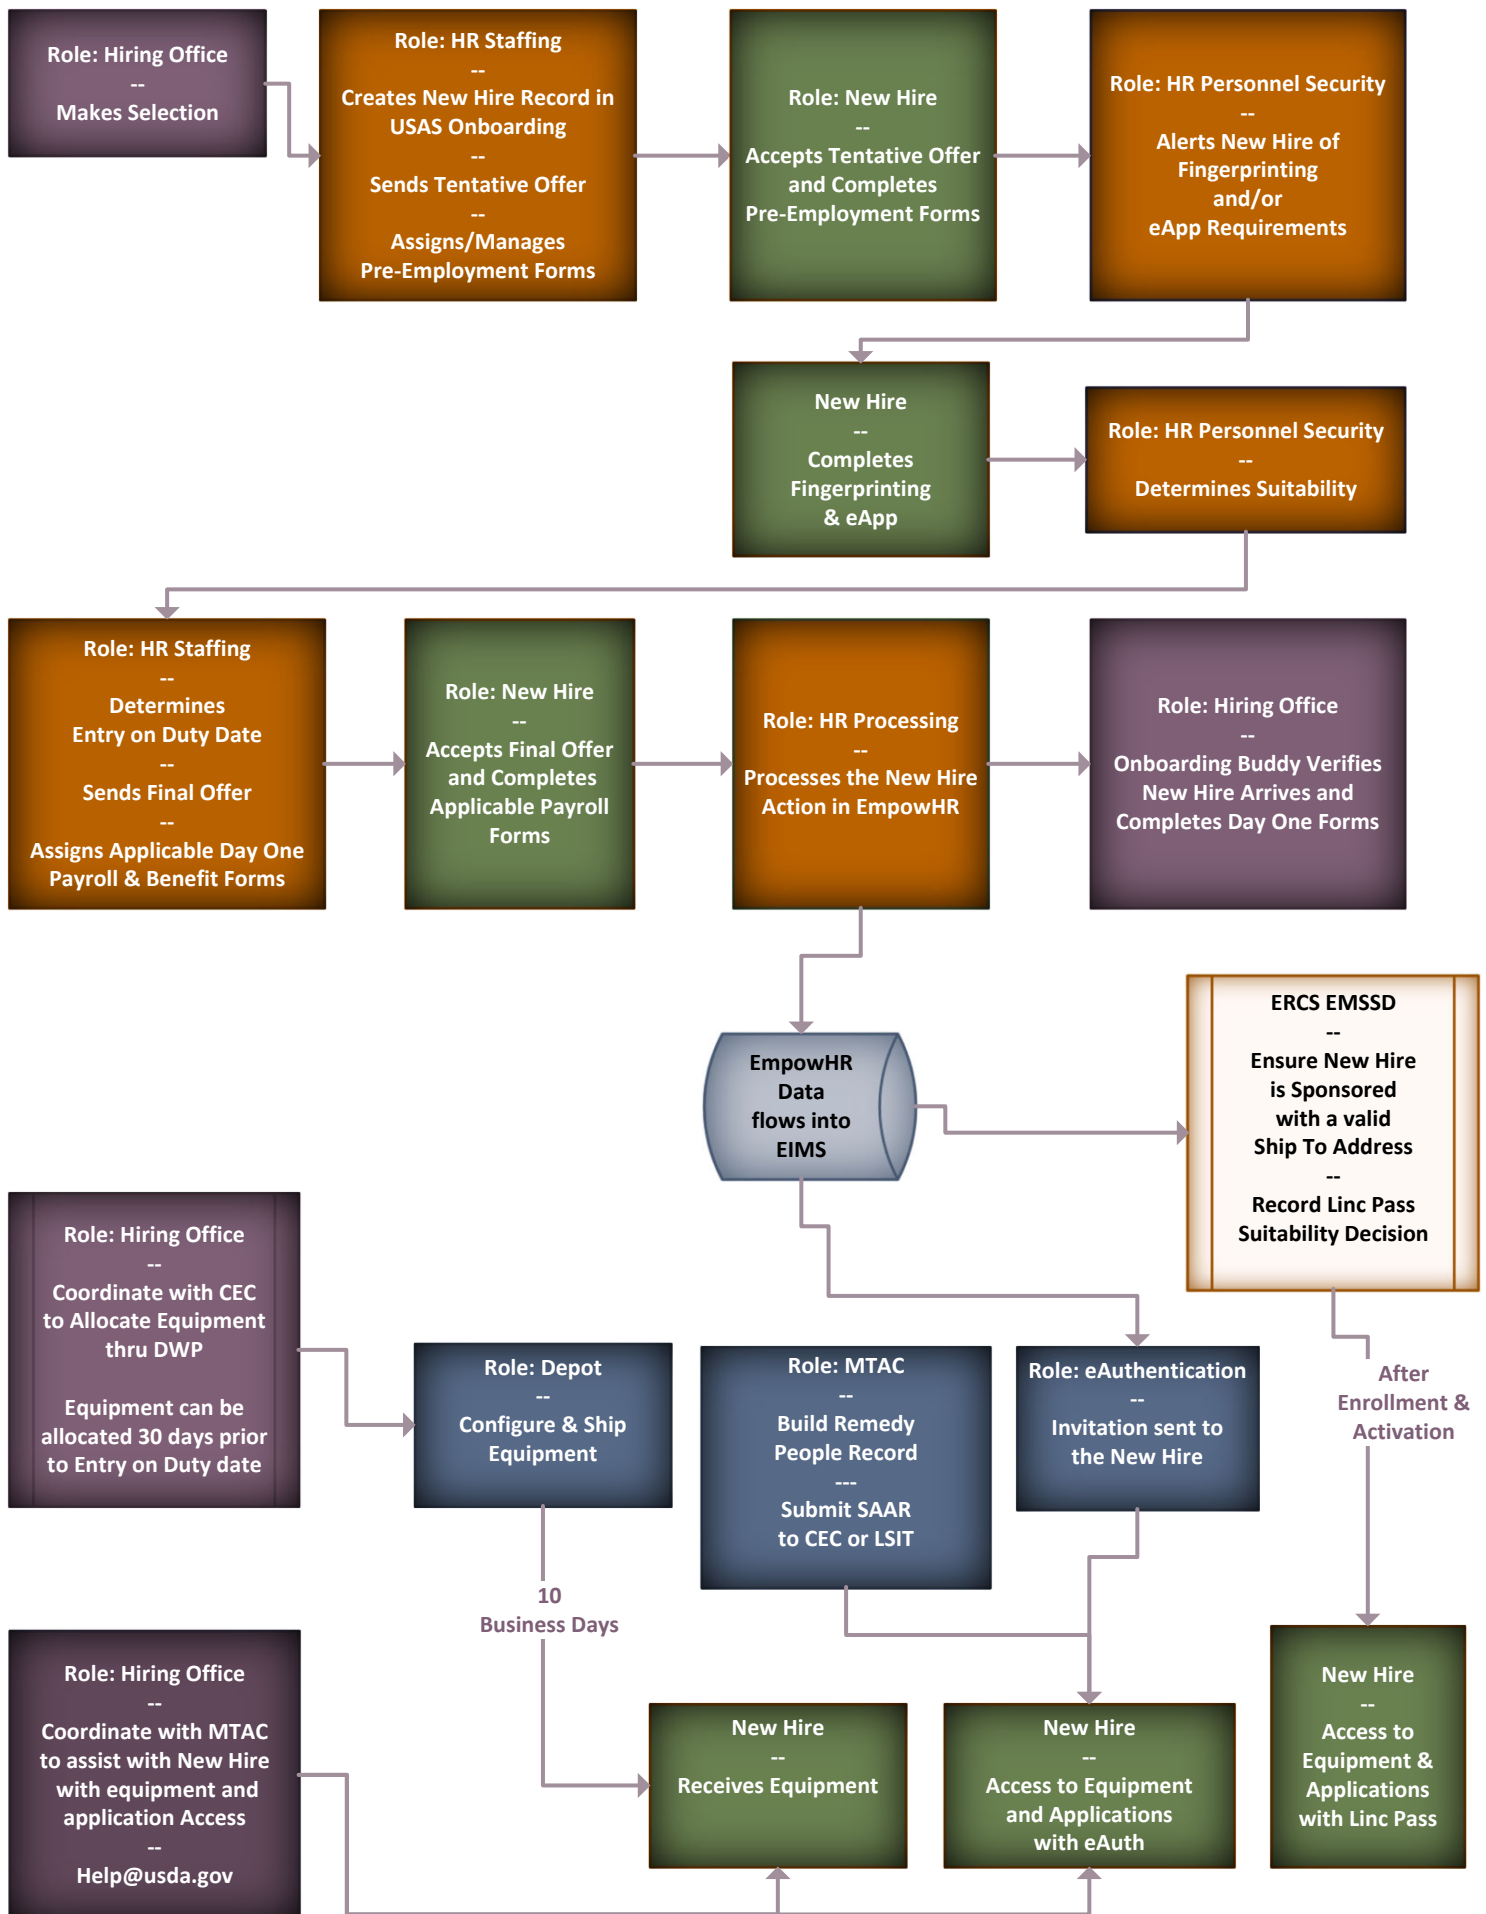 Role: Hiring Office
--
Makes Selection
Role: HR Staffing
--
Creates New Hire Record in
USAS Onboarding
--
Sends Tentative Offer
--
Assigns/Manages
Pre-Employment Forms
Role: New Hire
--
Accepts Tentative Offer
and Completes
Pre-Employment Forms
Role: HR Personnel Security
--
Alerts New Hire of
Fingerprinting
and/or
eApp Requirements
New Hire
--
Completes
Fingerprinting
& eApp
Role: HR Personnel Security
--
Determines Suitability
Role: HR Staffing
--
Determines
Entry on Duty Date
--
Sends Final Offer
--
Assigns Applicable Day One
Payroll & Benefit Forms
Role: New Hire
--
Accepts Final Offer
and Completes
Applicable Payroll
Forms
Role: HR Processing
--
Processes the New Hire
Action in EmpowHR
Role: Hiring Office
--
Onboarding Buddy Verifies
New Hire Arrives and
Completes Day One Forms
EmpowHR
Data
flows into
EIMS
ERCS EMSSD
--
Ensure New Hire
is Sponsored
with a valid
Ship To Address
--
Record Linc Pass
Suitability Decision
Role: Hiring Office
--
Coordinate with CEC
to Allocate Equipment
thru DWP
Equipment can be
allocated 30 days prior
to Entry on Duty date
Role: Depot
--
Configure & Ship
Equipment
Role: MTAC
--
Build Remedy
People Record
---
Submit SAAR
to CEC or LSIT
Role: eAuthentication
--
Invitation sent to
the New Hire
After
Enrollment &
Activation
10
Business Days
Role: Hiring Office
--
Coordinate with MTAC
to assist with New Hire
with equipment and
application Access
--
Help@usda.gov
New Hire
--
Receives Equipment
New Hire
--
Access to Equipment
and Applications
with eAuth
New Hire
--
Access to
Equipment &
Applications
with Linc Pass